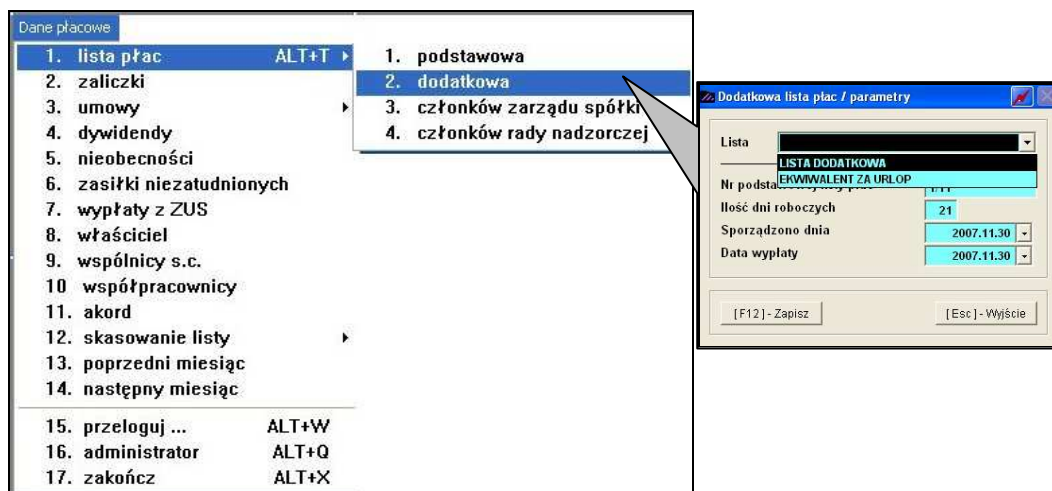 Dane płacowe
1. lista płac ALT+T
2. zaliczki
3. umowy
4. dywidendy
5. nieobecności
6. zasiłki niezatudnionych
7. wypłaty z ZUS
8. właściciel
9. wspólnicy s.c.
10 współpracownicy
11. akord
12. skasowanie listy
13. poprzedni miesiąc
14. następny miesiąc
15. przeloguj ... ALT+W
16. administrator ALT+Q
17. zakończ ALT+X
1. podstawowa
2. dodatkowa
3. członków zarządu spółki
4. członków rady nadzorczej
Dodatkowa lista płac / parametry
Lista
LISTA DODATKOWA
EKWIWALENT ZA URLOP
Nr
Ilość dni roboczych 21
Sporządzono dnia 2007.11.30
Data wypłaty 2007.11.30
[F12] - Zapisz [Esc] - Wyjście